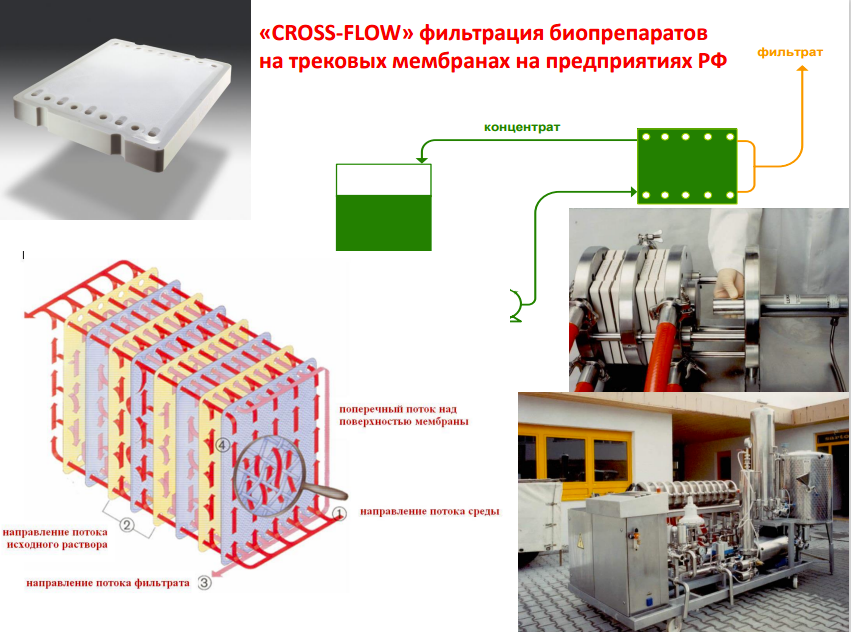 «CROSS-FLOW» фильтрация биопрепаратов
на трековых мембранах на предприятиях РФ
фильтрат
концентрат
поперечный поток над
поверхностью мембраны
④
①
направление потока среды
②
направление потока
исходного раствора
направление потока фильтрата
③